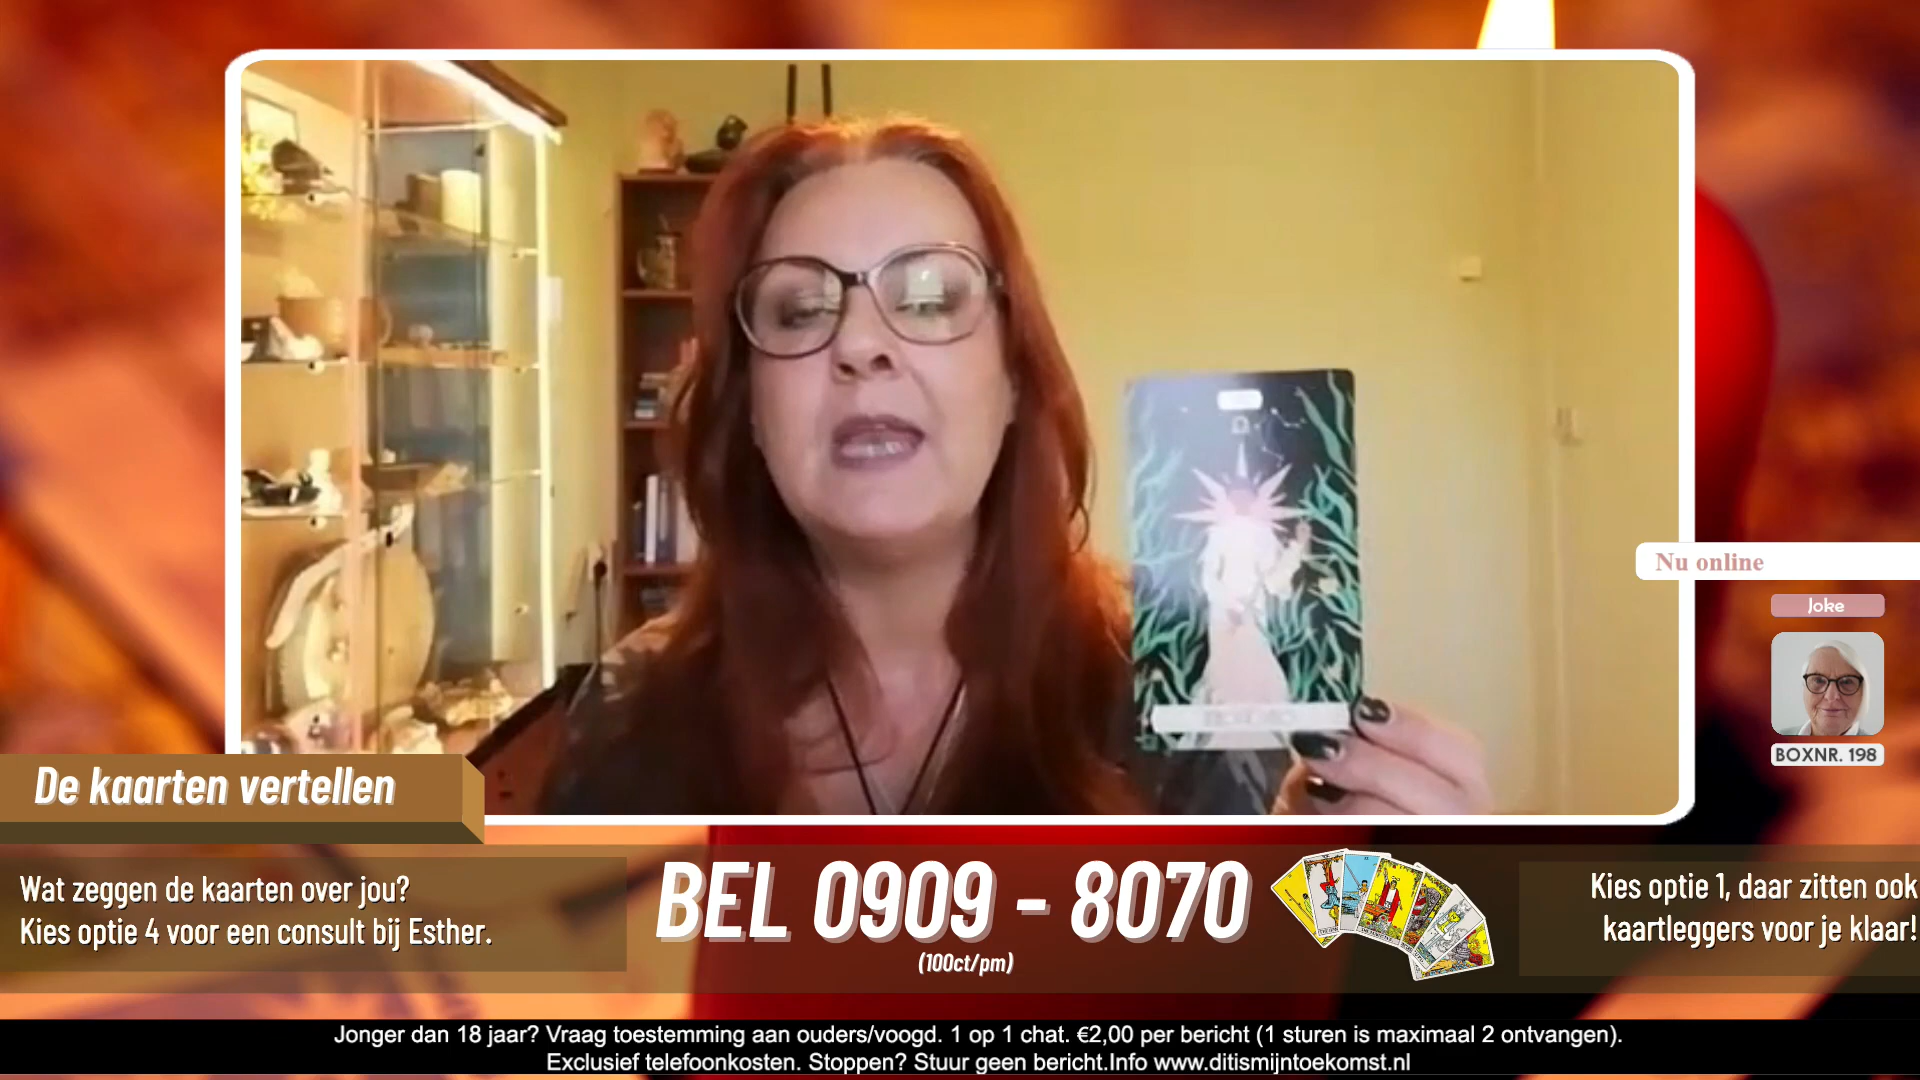 Nu online
Joke
BOXNR. 198
De kaarten vertellen
Wat zeggen de kaarten over jou?
Kies optie 4 voor een consult bij Esther.
BEL 0909 - 8070
(100ct/pm)
Kies optie 1, daar zitten ook
kaartleggers voor je klaar!
Jonger dan 18 jaar? Vraag toestemming aan ouders/voogd. 1 op 1 chat. €2,00 per bericht (1 sturen is maximaal 2 ontvangen).
Exclusief telefoonkosten. Stoppen? Stuur geen bericht.Info www.ditismijntoekomst.nl